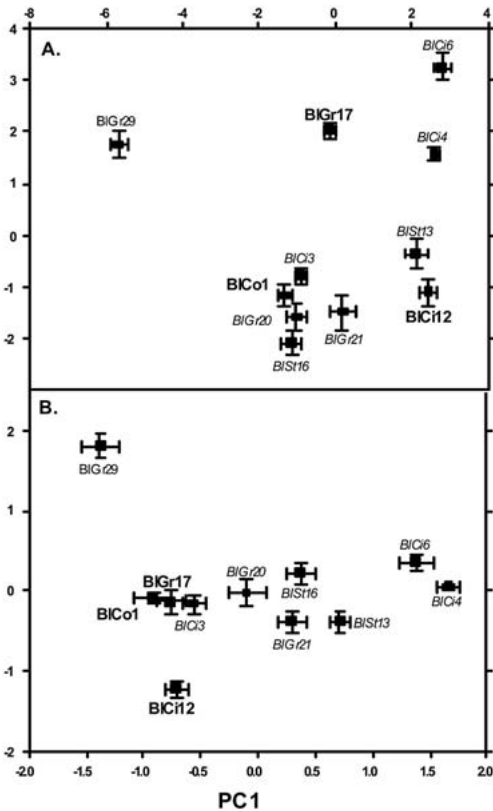 -8 -6 -4 -2 0 2 4
A.
4
3
2
1
0
-1
-2
BlCi6
BlGr29
BlGr17
BlCi4
BlSt13
BlCi3
BlCo1
BlCi12
BlGr20
BlGr21
BlSt16
B.
2
1
0
-1
-2
BlGr29
BlCi6
BlGr20
BlGr17
BlSt16
BlCi4
BlCo1
BlCi3
BlGr21
BlSt13
BlCi12
-2.0 -1.5 -1.0 -0.5 0.0 0.5 1.0 1.5 2.0
PC1